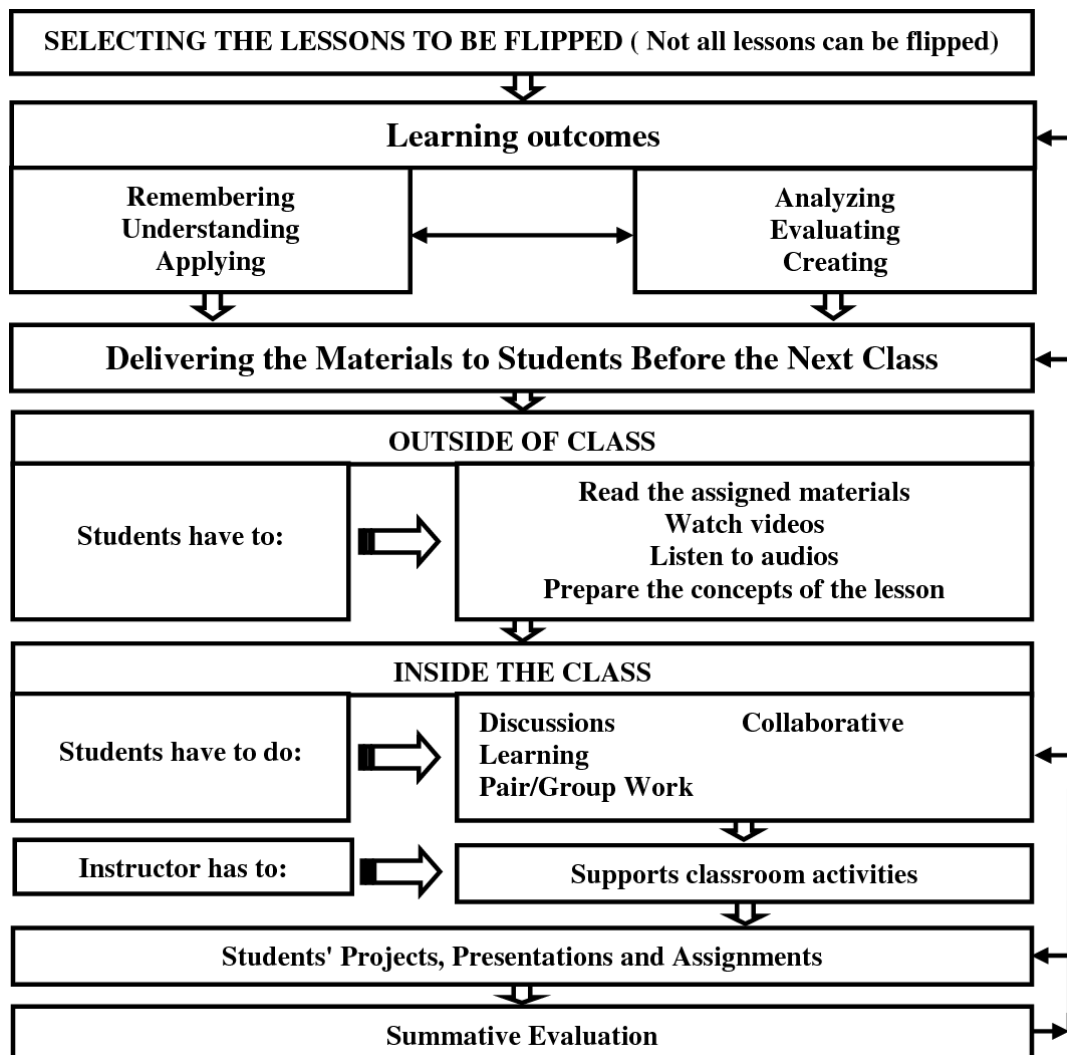 SELECTING THE LESSONS TO BE FLIPPED ( Not all lessons can be flipped)
Learning outcomes
Remembering
Understanding
Applying
Analyzing
Evaluating
Creating
Delivering the Materials to Students Before the Next Class
OUTSIDE OF CLASS
Students have to:
Read the assigned materials
Watch videos
Listen to audios
Prepare the concepts of the lesson
INSIDE THE CLASS
Students have to do:
Discussions Collaborative
Learning
Pair/Group Work
Instructor has to:
Supports classroom activities
Students' Projects, Presentations and Assignments
Summative Evaluation